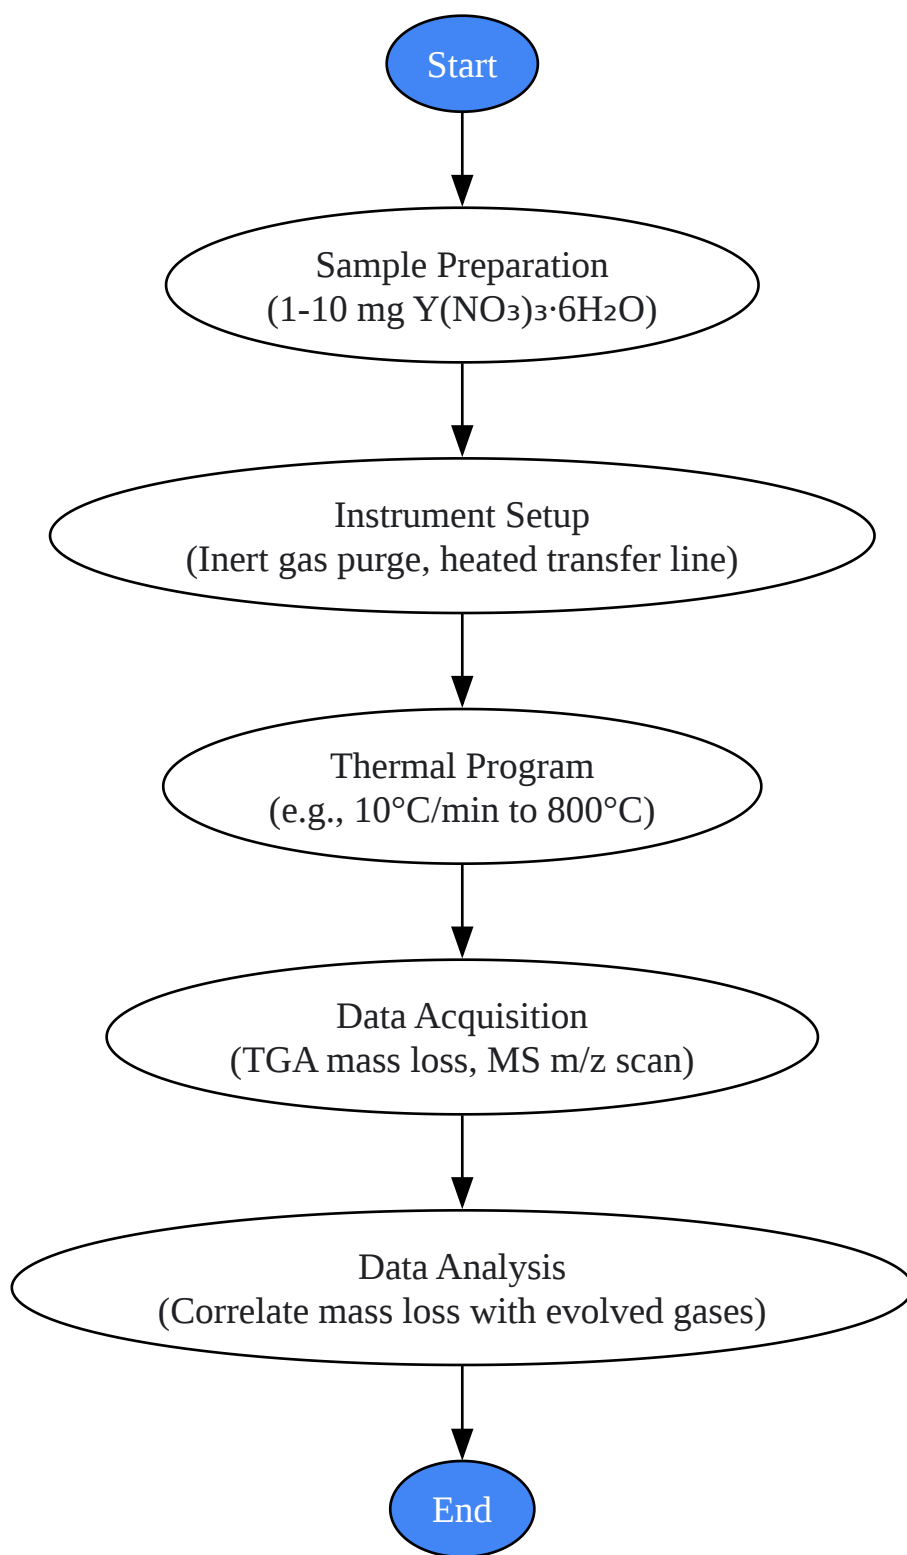 Start
Sample Preparation
(1-10 mg Y(NO₃)₃·6H₂O)
Instrument Setup
(Inert gas purge, heated transfer line)
Thermal Program
(e.g., 10°C/min to 800°C)
Data Acquisition
(TGA mass loss, MS m/z scan)
Data Analysis
(Correlate mass loss with evolved gases)
End